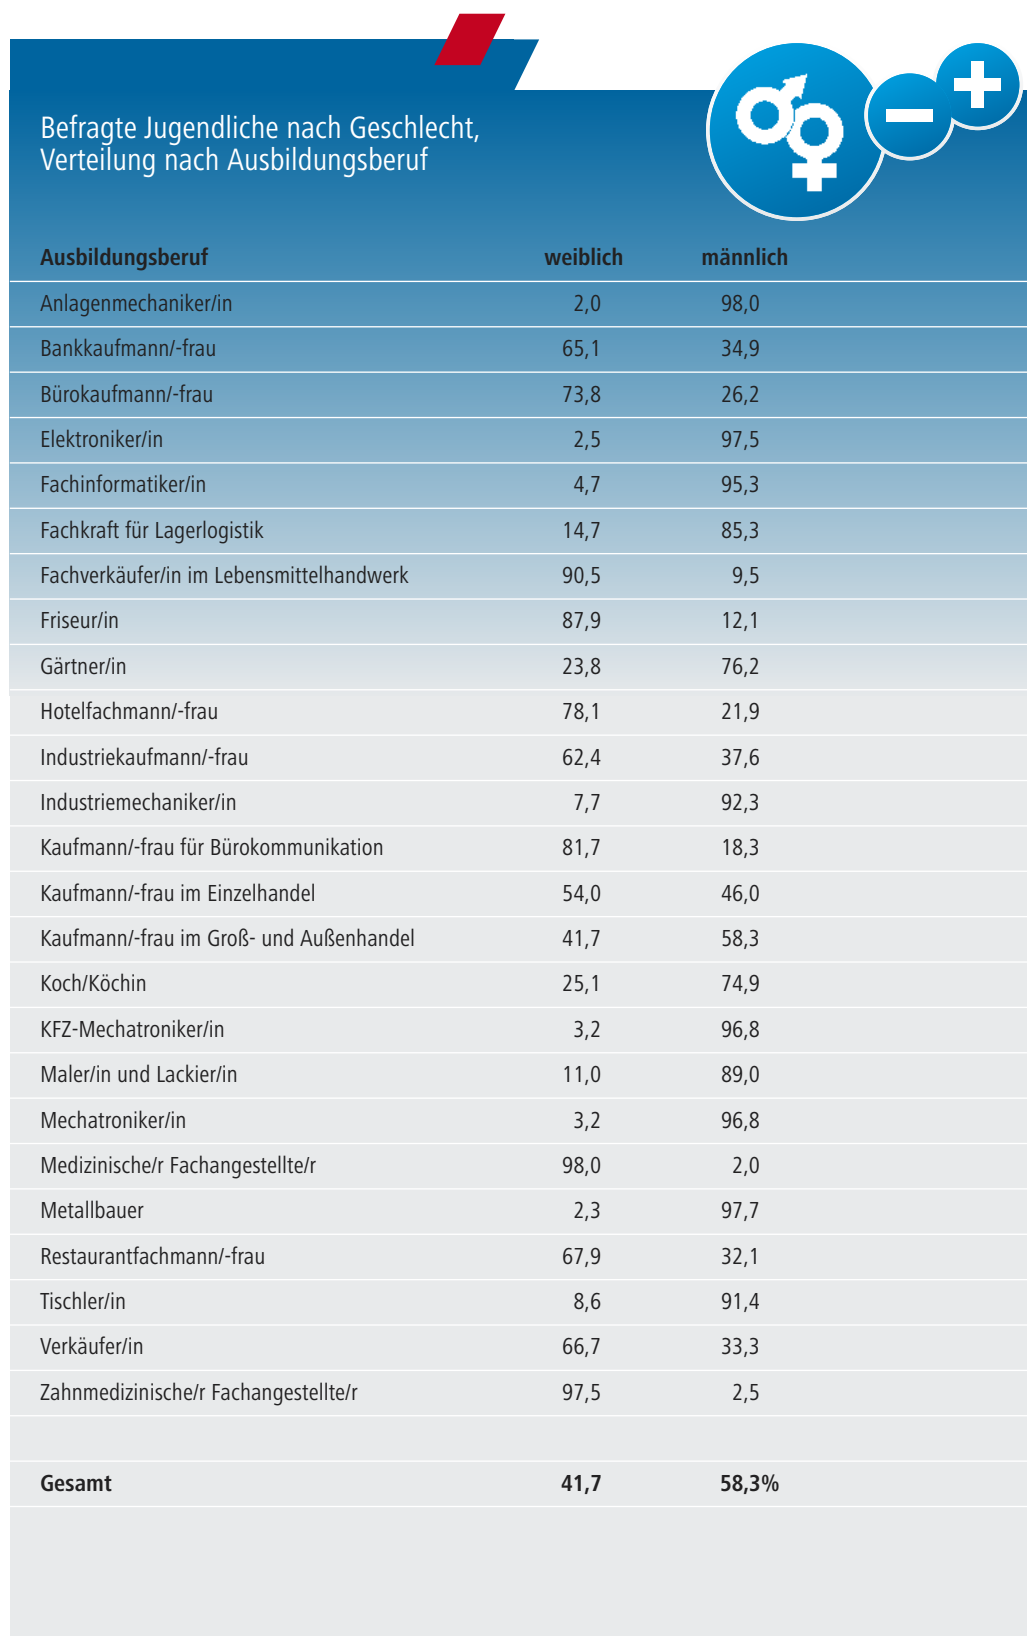 Befragte Jugendliche nach Geschlecht,
Verteilung nach Ausbildungsberuf
Ausbildungsberuf weiblich männlich
Anlagenmechaniker/in 2,0 98,0
Bankkaufmann/-frau 65,1 34,9
Bürokaufmann/-frau 73,8 26,2
Elektroniker/in 2,5 97,5
Fachinformatiker/in 4,7 95,3
Fachkraft für Lagerlogistik 14,7 85,3
Fachverkäufer/in im Lebensmittelhandwerk 90,5 9,5
Friseur/in 87,9 12,1
Gärtner/in 23,8 76,2
Hotelfachmann/-frau 78,1 21,9
Industriekaufmann/-frau 62,4 37,6
Industriemechaniker/in 7,7 92,3
Kaufmann/-frau für Bürokommunikation 81,7 18,3
Kaufmann/-frau im Einzelhandel 54,0 46,0
Kaufmann/-frau im Groß- und Außenhandel 41,7 58,3
Koch/Köchin 25,1 74,9
KFZ-Mechatroniker/in 3,2 96,8
Maler/in und Lackier/in 11,0 89,0
Mechatroniker/in 3,2 96,8
Medizinische/r Fachangestellte/r 98,0 2,0
Metallbauer 2,3 97,7
Restaurantfachmann/-frau 67,9 32,1
Tischler/in 8,6 91,4
Verkäufer/in 66,7 33,3
Zahnmedizinische/r Fachangestellte/r 97,5 2,5
Gesamt 41,7 58,3%